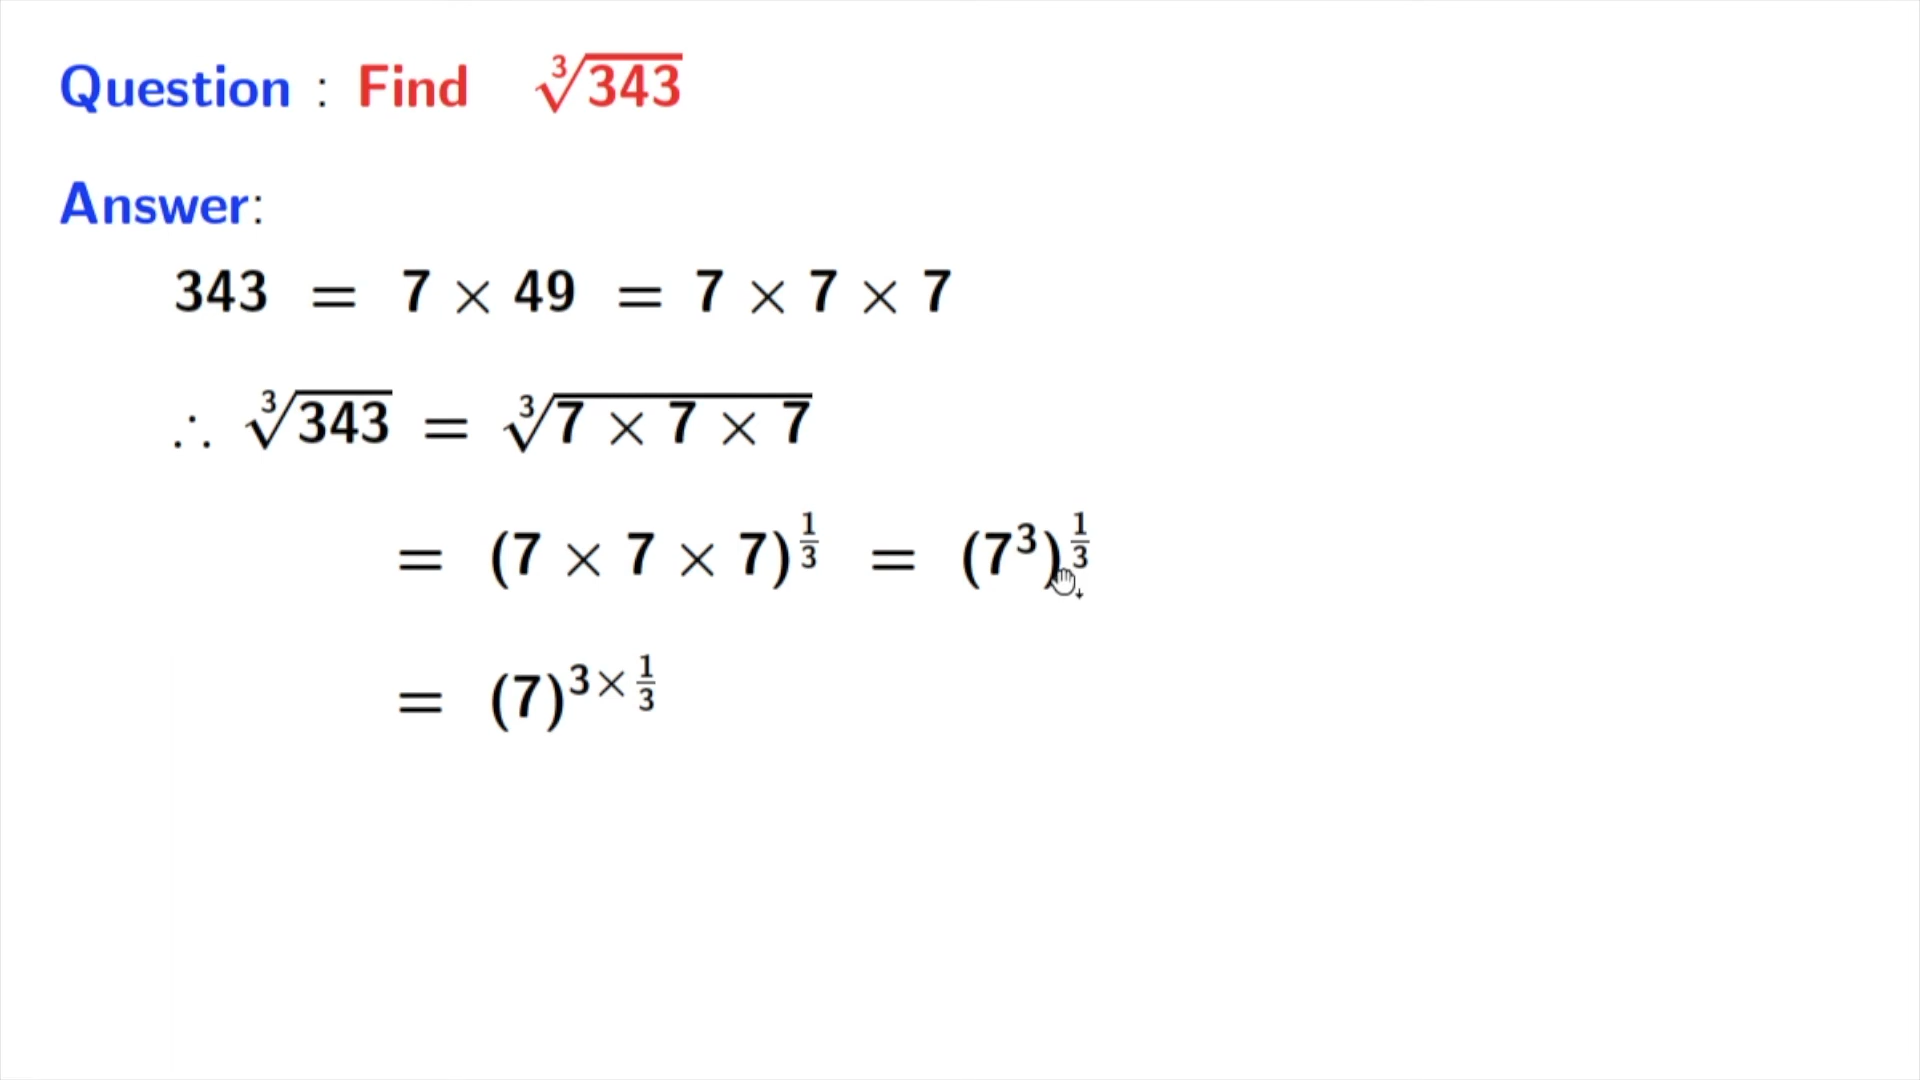 Question : Find ∛343
Answer:
343 = 7 × 49 = 7 × 7 × 7
∴ ∛343 = ∛(7 × 7 × 7)
= (7 × 7 × 7)^(1/3) = (7³)^(1/3)
= (7)^(3 × 1/3)